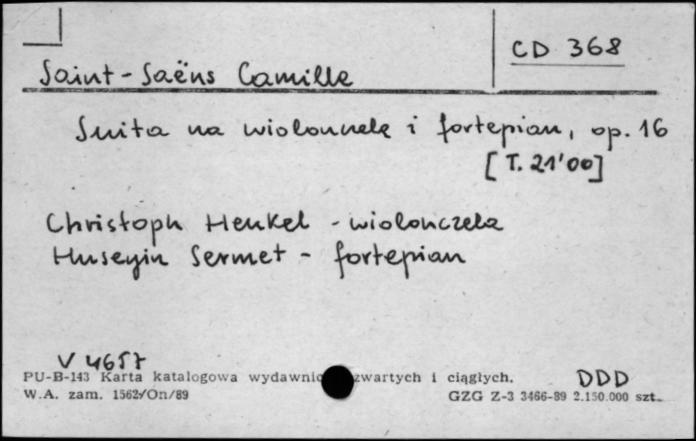 CD 368
Saint-Saëns Camille
Suita na wiolonczelę i fortepian, op. 16
[T. 21'00]
Christoph Henkel - wiolonczela
Huseyin Sermet - fortepian
V 4657
PU-B-143 Karta katalogowa zwartych i ciągłych. DDD
W.A. zam. 1562/On/89 GZG Z-3 3466-89 2.150.000 szt.